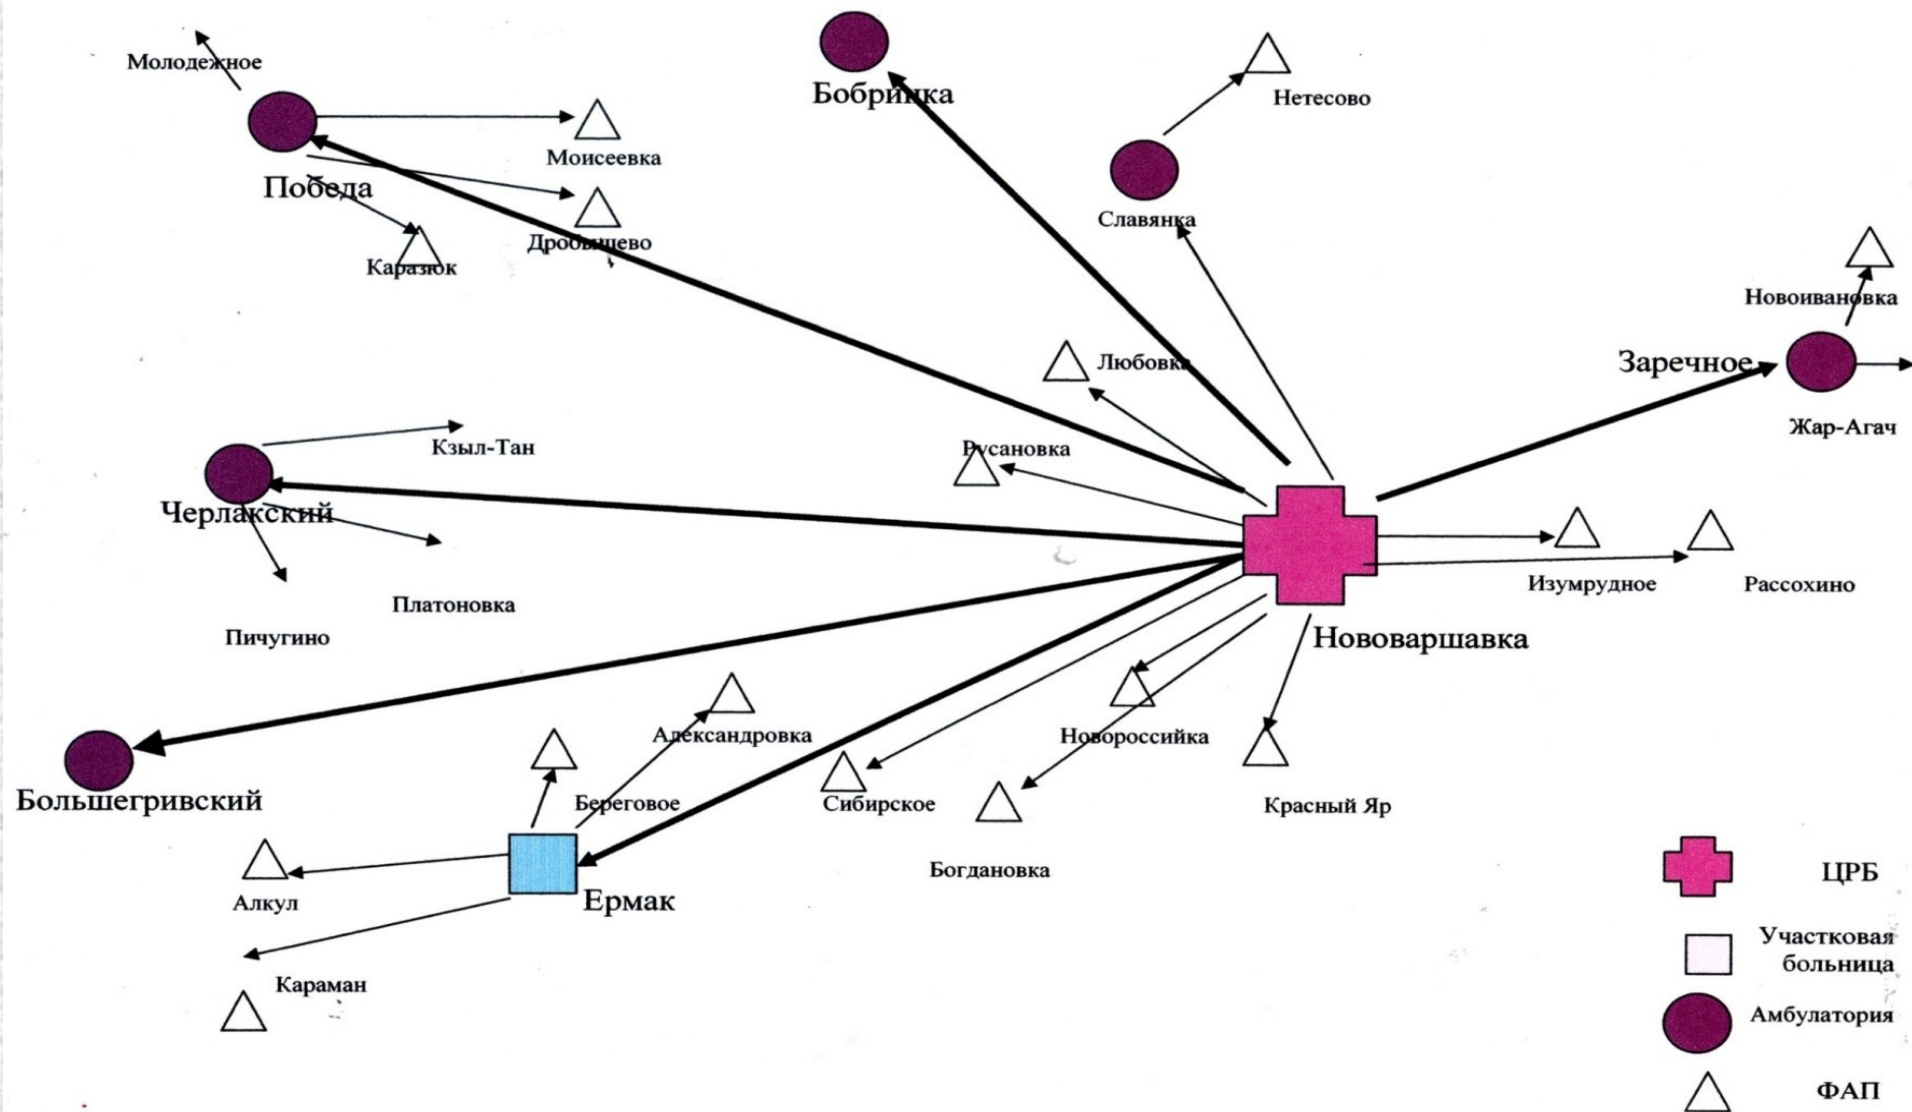 Молодежное
Бобринка
Нетесово
Моисеевка
Победа
Славянка
Дробышево
Каразюк
Новоивановка
Любовка
Заречное
Жар-Агач
Кзыл-Тан
Русановка
Черлакский
Изумрудное
Рассохино
Платоновка
Пичугино
Нововаршавка
Александровка
Новороссийка
Большегривский
Береговое
Сибирское
Красный Яр
Богдановка
ЦРБ
Алкул
Ермак
Участковая
больница
Караман
Амбулатория
ФАП